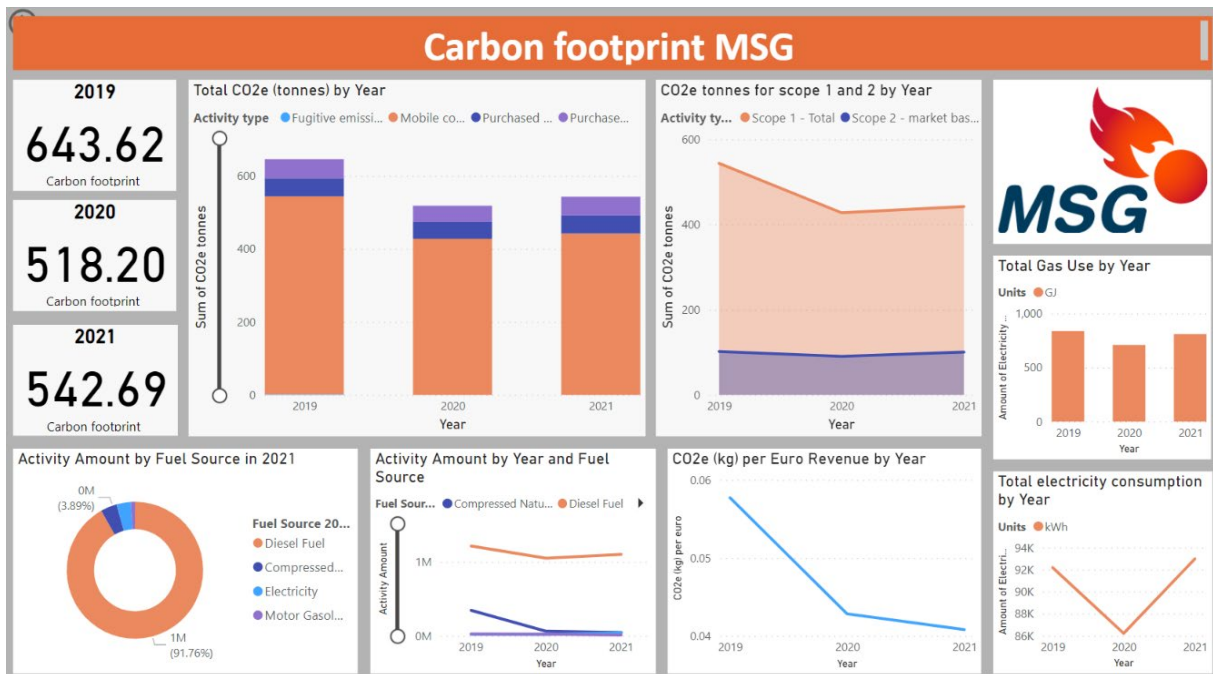 Carbon footprint MSG
2019
643.62
Carbon footprint
2020
518.20
Carbon footprint
2021
542.69
Carbon footprint
Total CO2e (tonnes) by Year
Activity type Fugitive emissi... Mobile co... Purchased ... Purchase...
Sum of CO2e tonnes
600
400
200
0
2019 2020 2021
Year
CO2e tonnes for scope 1 and 2 by Year
Activity ty... Scope 1 - Total Scope 2 - market bas...
Sum of CO2e tonnes
600
400
200
0
2019 2020 2021
Year
MSG
Total Gas Use by Year
Units GJ
Amount of Electricity ...
1,000
500
0
2019 2020 2021
Year
Activity Amount by Fuel Source in 2021
0M
(3.89%)
1M
(91.76%)
Fuel Source 20...
Diesel Fuel
Compressed...
Electricity
Motor Gasol...
Activity Amount by Year and Fuel
Source
Fuel Sour... Compressed Natu... Diesel Fuel
Activity Amount
1M
0M
2019 2020 2021
Year
CO2e (kg) per Euro Revenue by Year
CO2e (kg) per euro
0.06
0.05
0.04
2019 2020 2021
Year
Total electricity consumption
by Year
Units kWh
Amount of Electri...
94K
92K
90K
88K
86K
2019 2020 2021
Year